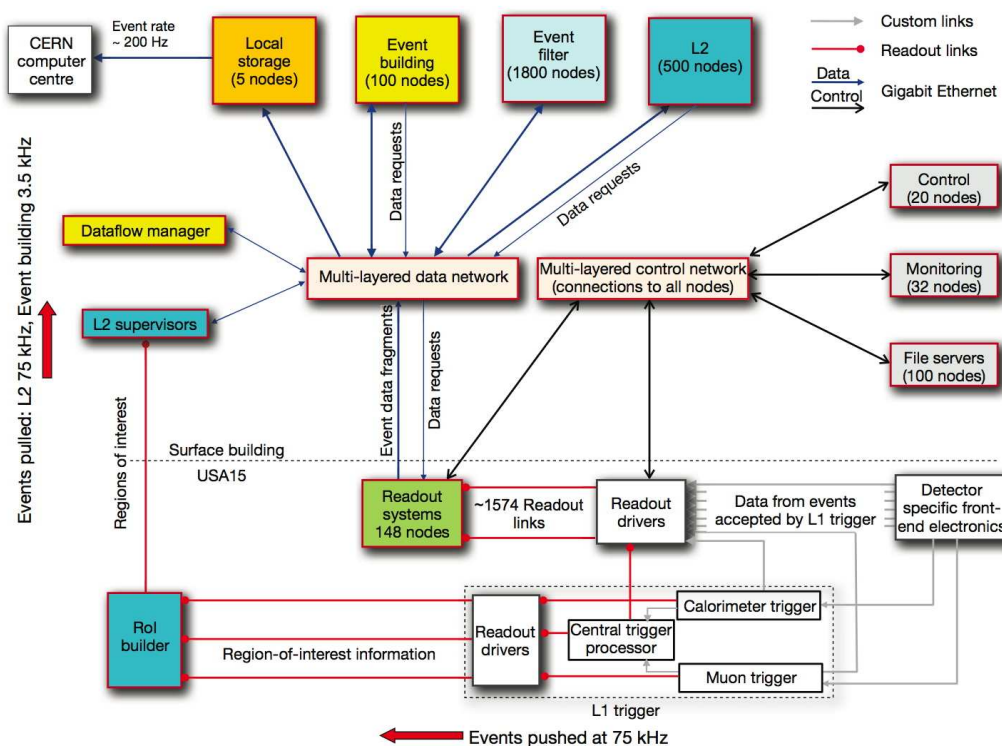 Event rate
~ 200 Hz
CERN
computer
centre
Local
storage
(5 nodes)
Event
building
(100 nodes)
Event
filter
(1800 nodes)
L2
(500 nodes)
Custom links
Readout links
Data
Control
Gigabit Ethernet
Data requests
Data requests
Control
(20 nodes)
Dataflow manager
Multi-layered data network
Multi-layered control network
(connections to all nodes)
Monitoring
(32 nodes)
L2 supervisors
File servers
(100 nodes)
Events pulled: L2 75 kHz, Event building 3.5 kHz
Regions of interest
Event data fragments
Data requests
Surface building
USA15
Readout
systems
148 nodes
~1574 Readout
links
Readout
drivers
Data from events
accepted by L1 trigger
Detector
specific front-
end electronics
RoI
builder
Region-of-interest information
Readout
drivers
Calorimeter trigger
Central trigger
processor
Muon trigger
L1 trigger
Events pushed at 75 kHz